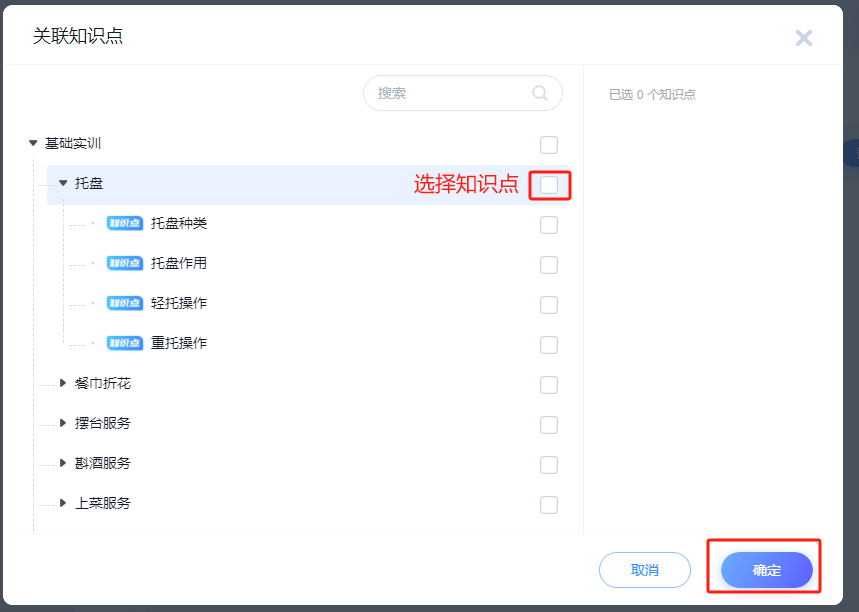 关联知识点
搜索
已选 0 个知识点
基础实训
托盘
选择知识点
知识点 托盘种类
知识点 托盘作用
知识点 轻托操作
知识点 重托操作
餐巾折花
摆台服务
斟酒服务
上菜服务
取消
确定